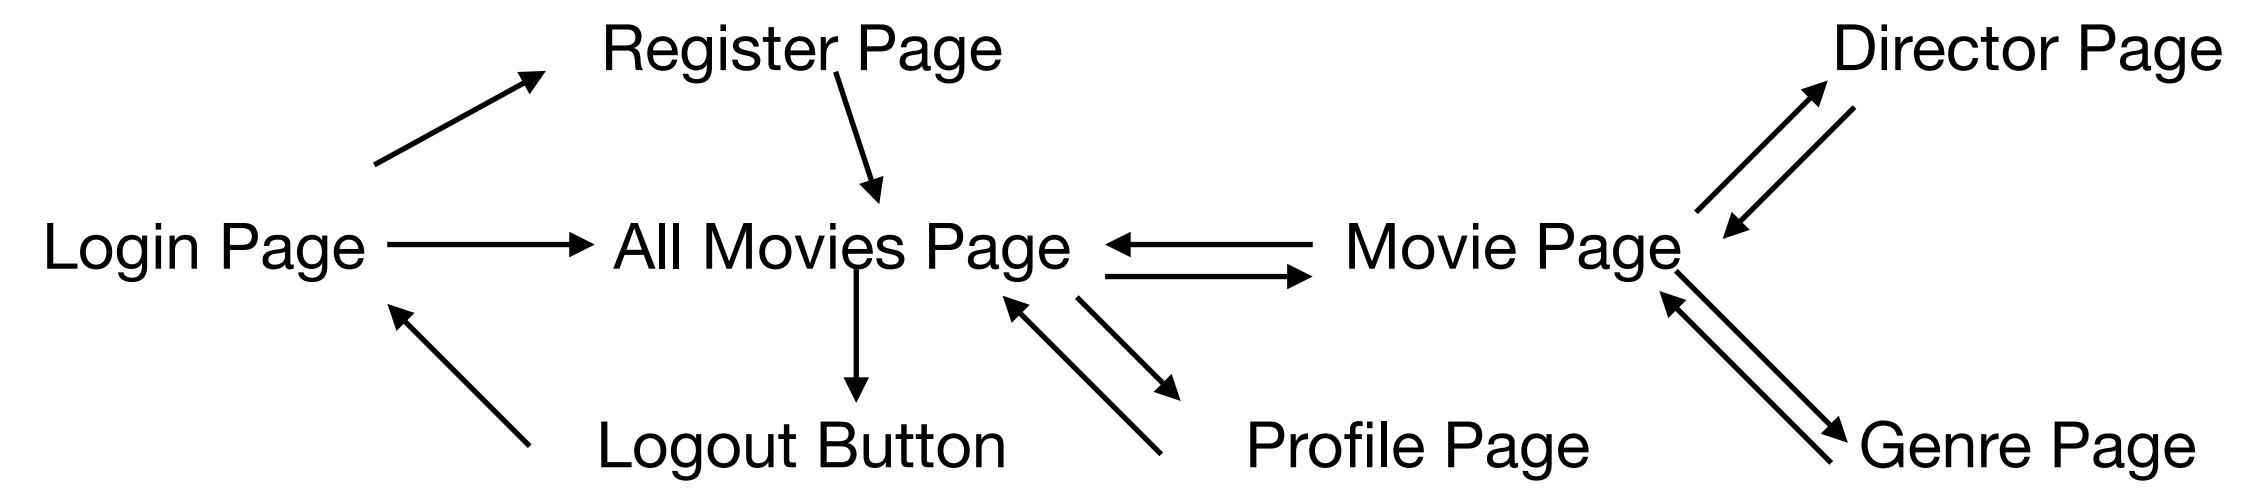 Register Page
Director Page
Login Page
All Movies Page
Movie Page
Logout Button
Profile Page
Genre Page